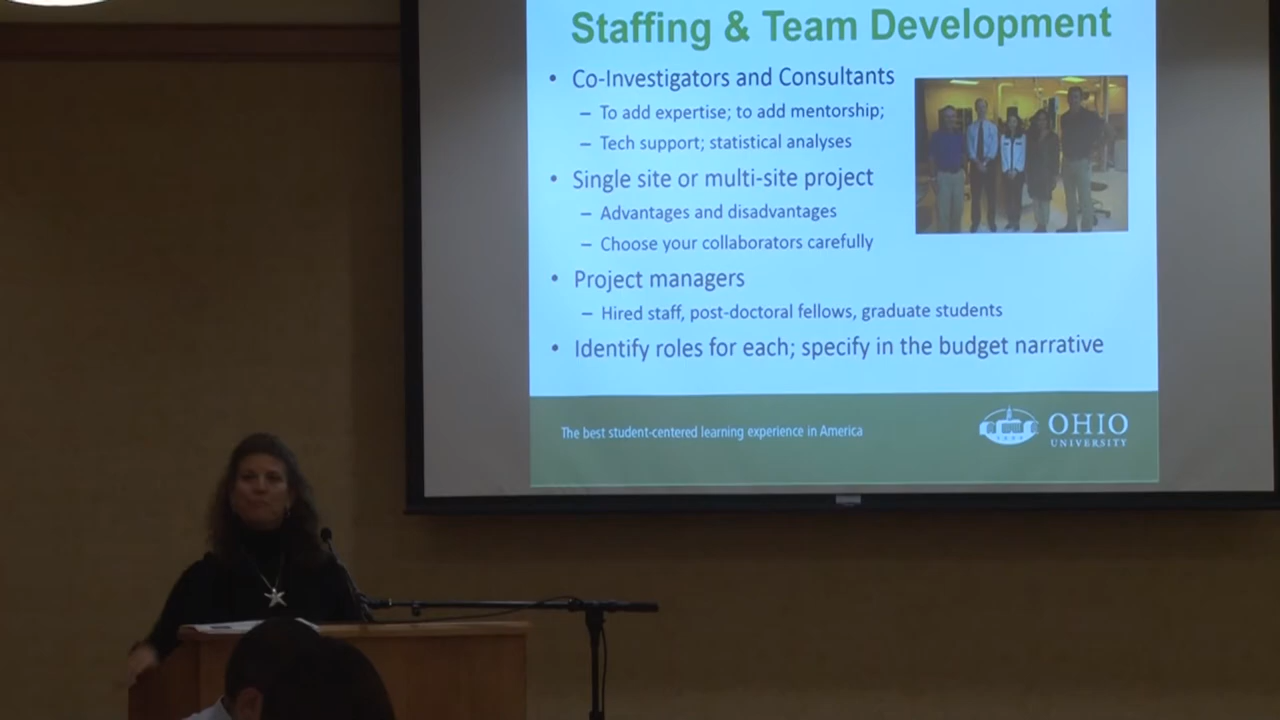 Staffing & Team Development
• Co-Investigators and Consultants
– To add expertise; to add mentorship;
– Tech support; statistical analyses
• Single site or multi-site project
– Advantages and disadvantages
– Choose your collaborators carefully
• Project managers
– Hired staff, post-doctoral fellows, graduate students
• Identify roles for each; specify in the budget narrative
The best student-centered learning experience in America
OHIO
UNIVERSITY